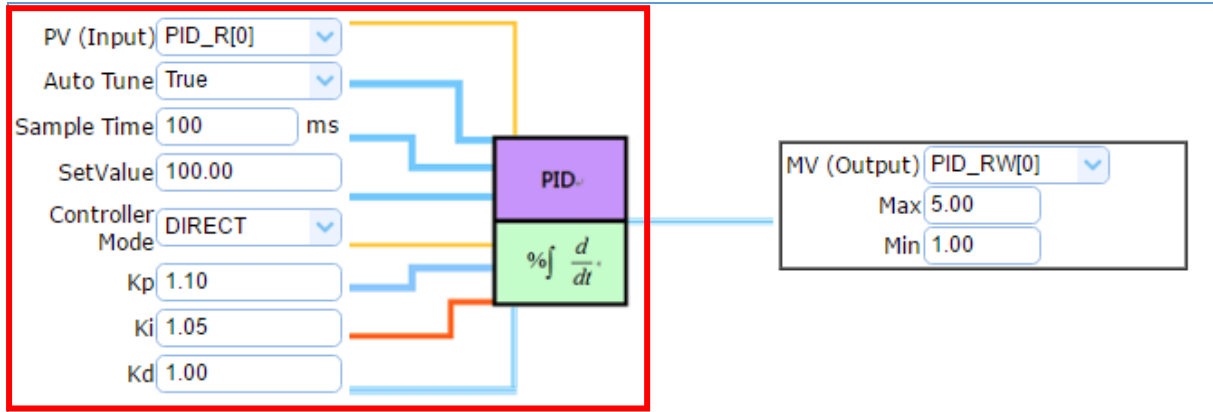 PV (Input) PID_R[0]
Auto Tune True
Sample Time 100 ms
SetValue 100.00
Controller
Mode DIRECT
Kp 1.10
Ki 1.05
Kd 1.00
PID
%∫ d/dt
MV (Output) PID_RW[0]
Max 5.00
Min 1.00